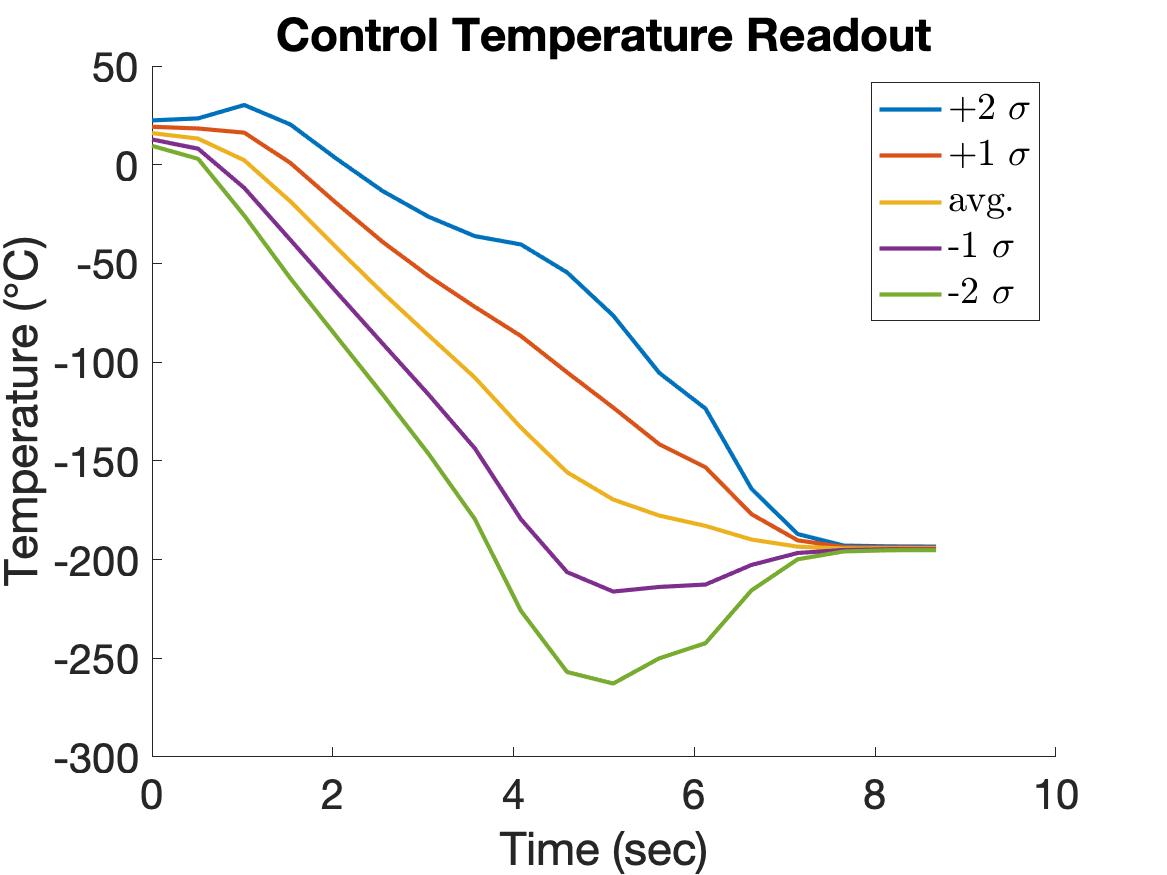 Control Temperature Readout
50
0
-50
-100
-150
-200
-250
-300
Temperature (°C)
0 2 4 6 8 10
Time (sec)
+2 σ
+1 σ
avg.
-1 σ
-2 σ